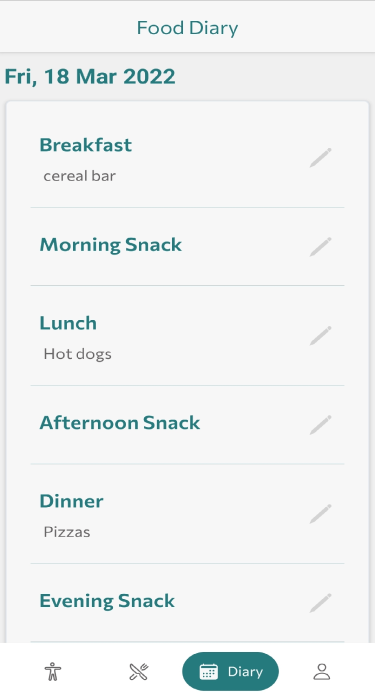 Food Diary
Fri, 18 Mar 2022
Breakfast
cereal bar
Morning Snack
Lunch
Hot dogs
Afternoon Snack
Dinner
Pizzas
Evening Snack
Diary